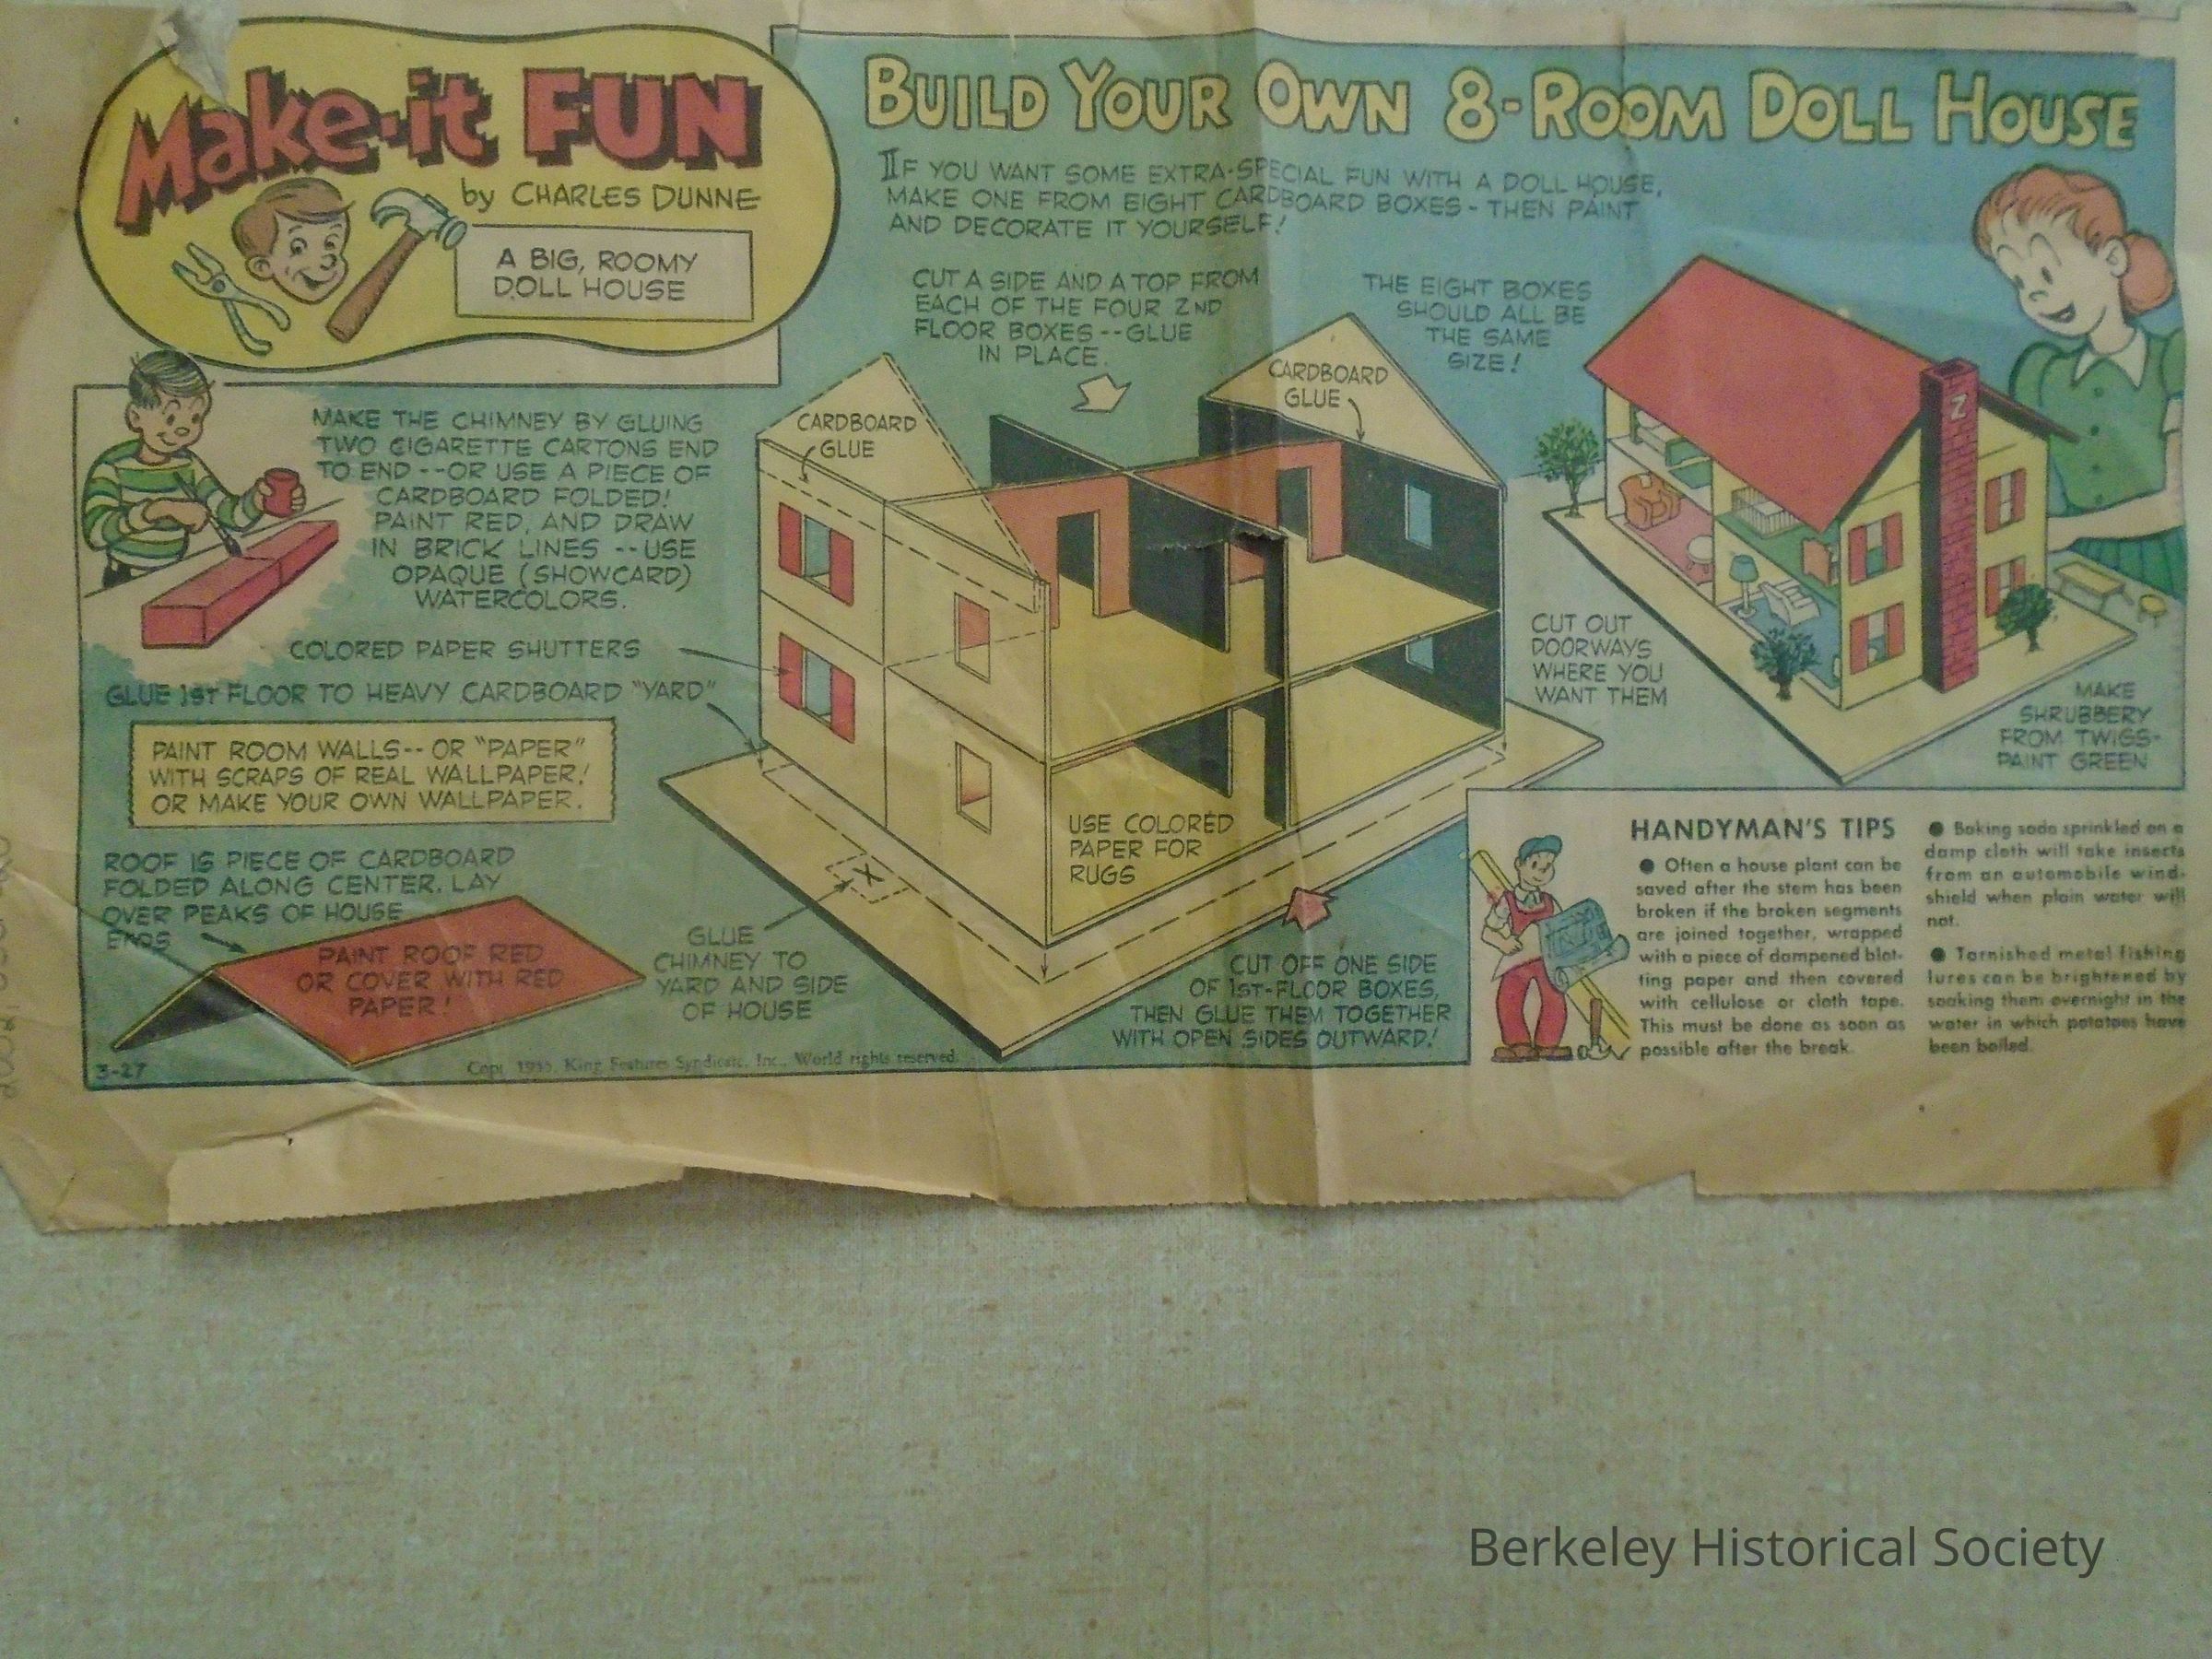 Make-it FUN
by CHARLES DUNNE
A BIG, ROOMY
DOLL HOUSE
BUILD YOUR OWN 8-ROOM DOLL HOUSE
IF YOU WANT SOME EXTRA-SPECIAL FUN WITH A DOLL HOUSE,
MAKE ONE FROM EIGHT CARDBOARD BOXES - THEN PAINT
AND DECORATE IT YOURSELF!
CUT A SIDE AND A TOP FROM
EACH OF THE FOUR 2ND
FLOOR BOXES -- GLUE
IN PLACE.
THE EIGHT BOXES
SHOULD ALL BE
THE SAME
SIZE!
CARDBOARD
GLUE
CARDBOARD
GLUE
Z
MAKE THE CHIMNEY BY GLUING
TWO CIGARETTE CARTONS END
TO END -- OR USE A PIECE OF
CARDBOARD FOLDED!
PAINT RED, AND DRAW
IN BRICK LINES -- USE
OPAQUE (SHOWCARD)
WATERCOLORS.
COLORED PAPER SHUTTERS
GLUE 1ST FLOOR TO HEAVY CARDBOARD "YARD"
PAINT ROOM WALLS -- OR "PAPER"
WITH SCRAPS OF REAL WALLPAPER!
OR MAKE YOUR OWN WALLPAPER.
ROOF IS PIECE OF CARDBOARD
FOLDED ALONG CENTER. LAY
OVER PEAKS OF HOUSE
ENDS
PAINT ROOF RED
OR COVER WITH RED
PAPER!
X
GLUE
CHIMNEY TO
YARD AND SIDE
OF HOUSE
USE COLORED
PAPER FOR
RUGS
CUT OFF ONE SIDE
OF 1ST-FLOOR BOXES,
THEN GLUE THEM TOGETHER
WITH OPEN SIDES OUTWARD!
CUT OUT
DOORWAYS
WHERE YOU
WANT THEM
MAKE
SHRUBBERY
FROM TWIGS-
PAINT GREEN
3-27
Copr. 1955, King Features Syndicate, Inc., World rights reserved.
HANDYMAN'S TIPS
● Often a house plant can be
saved after the stem has been
broken if the broken segments
are joined together, wrapped
with a piece of dampened blot-
ting paper and then covered
with cellulose or cloth tape.
This must be done as soon as
possible after the break.
● Baking soda sprinkled on a
damp cloth will take insects
from an automobile wind-
shield when plain water will
not.
● Tarnished metal fishing
lures can be brightened by
soaking them overnight in the
water in which potatoes have
been boiled.
Berkeley Historical Society